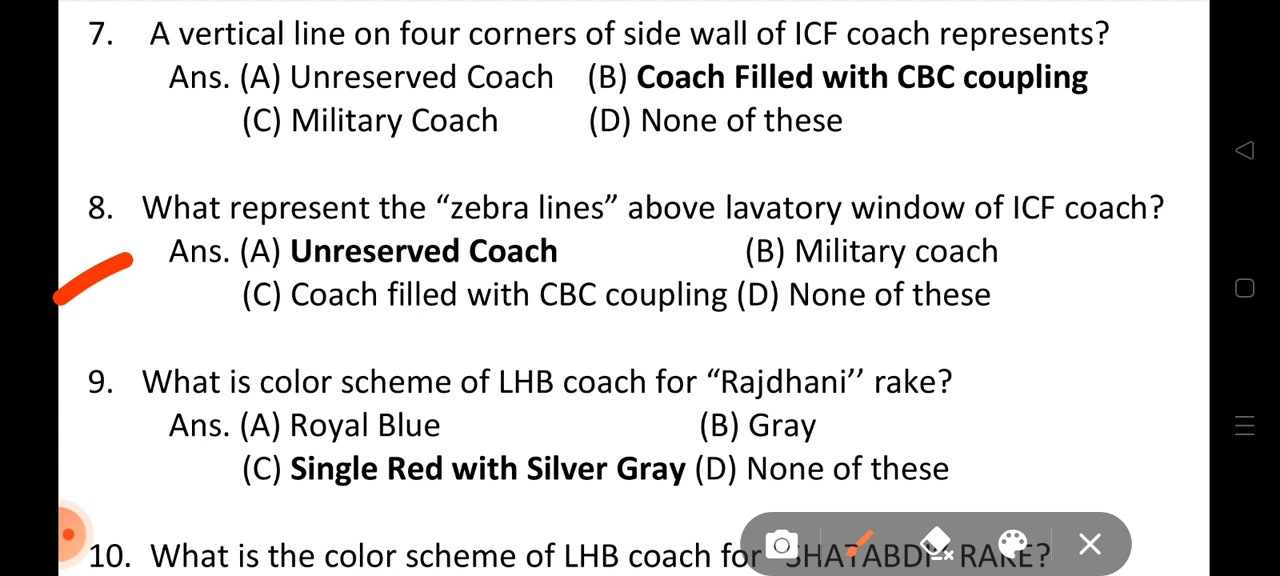 7. A vertical line on four corners of side wall of ICF coach represents?
Ans. (A) Unreserved Coach (B) Coach Filled with CBC coupling
(C) Military Coach (D) None of these
8. What represent the “zebra lines” above lavatory window of ICF coach?
Ans. (A) Unreserved Coach (B) Military coach
(C) Coach filled with CBC coupling (D) None of these
9. What is color scheme of LHB coach for “Rajdhani’’ rake?
Ans. (A) Royal Blue (B) Gray
(C) Single Red with Silver Gray (D) None of these
10. What is the color scheme of LHB coach for RAKE?